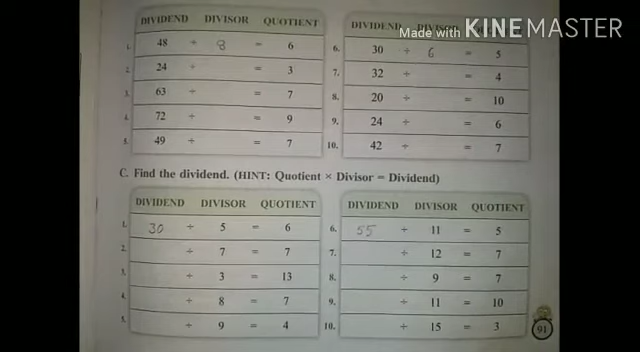 Made with KINEMASTER
DIVIDEND DIVISOR QUOTIENT
1. 48 ÷ 8 = 6
2. 24 ÷ = 3
3. 63 ÷ = 7
4. 72 ÷ = 9
5. 49 ÷ = 7
DIVIDEND DIVISOR
6. 30 ÷ 6 = 5
7. 32 ÷ = 4
8. 20 ÷ = 10
9. 24 ÷ = 6
10. 42 ÷ = 7
C. Find the dividend. (HINT: Quotient × Divisor = Dividend)
DIVIDEND DIVISOR QUOTIENT
1. 30 ÷ 5 = 6
2. ÷ 7 = 7
3. ÷ 3 = 13
4. ÷ 8 = 7
5. ÷ 9 = 4
DIVIDEND DIVISOR QUOTIENT
6. 55 ÷ 11 = 5
7. ÷ 12 = 7
8. ÷ 9 = 7
9. ÷ 11 = 10
10. ÷ 15 = 3
91